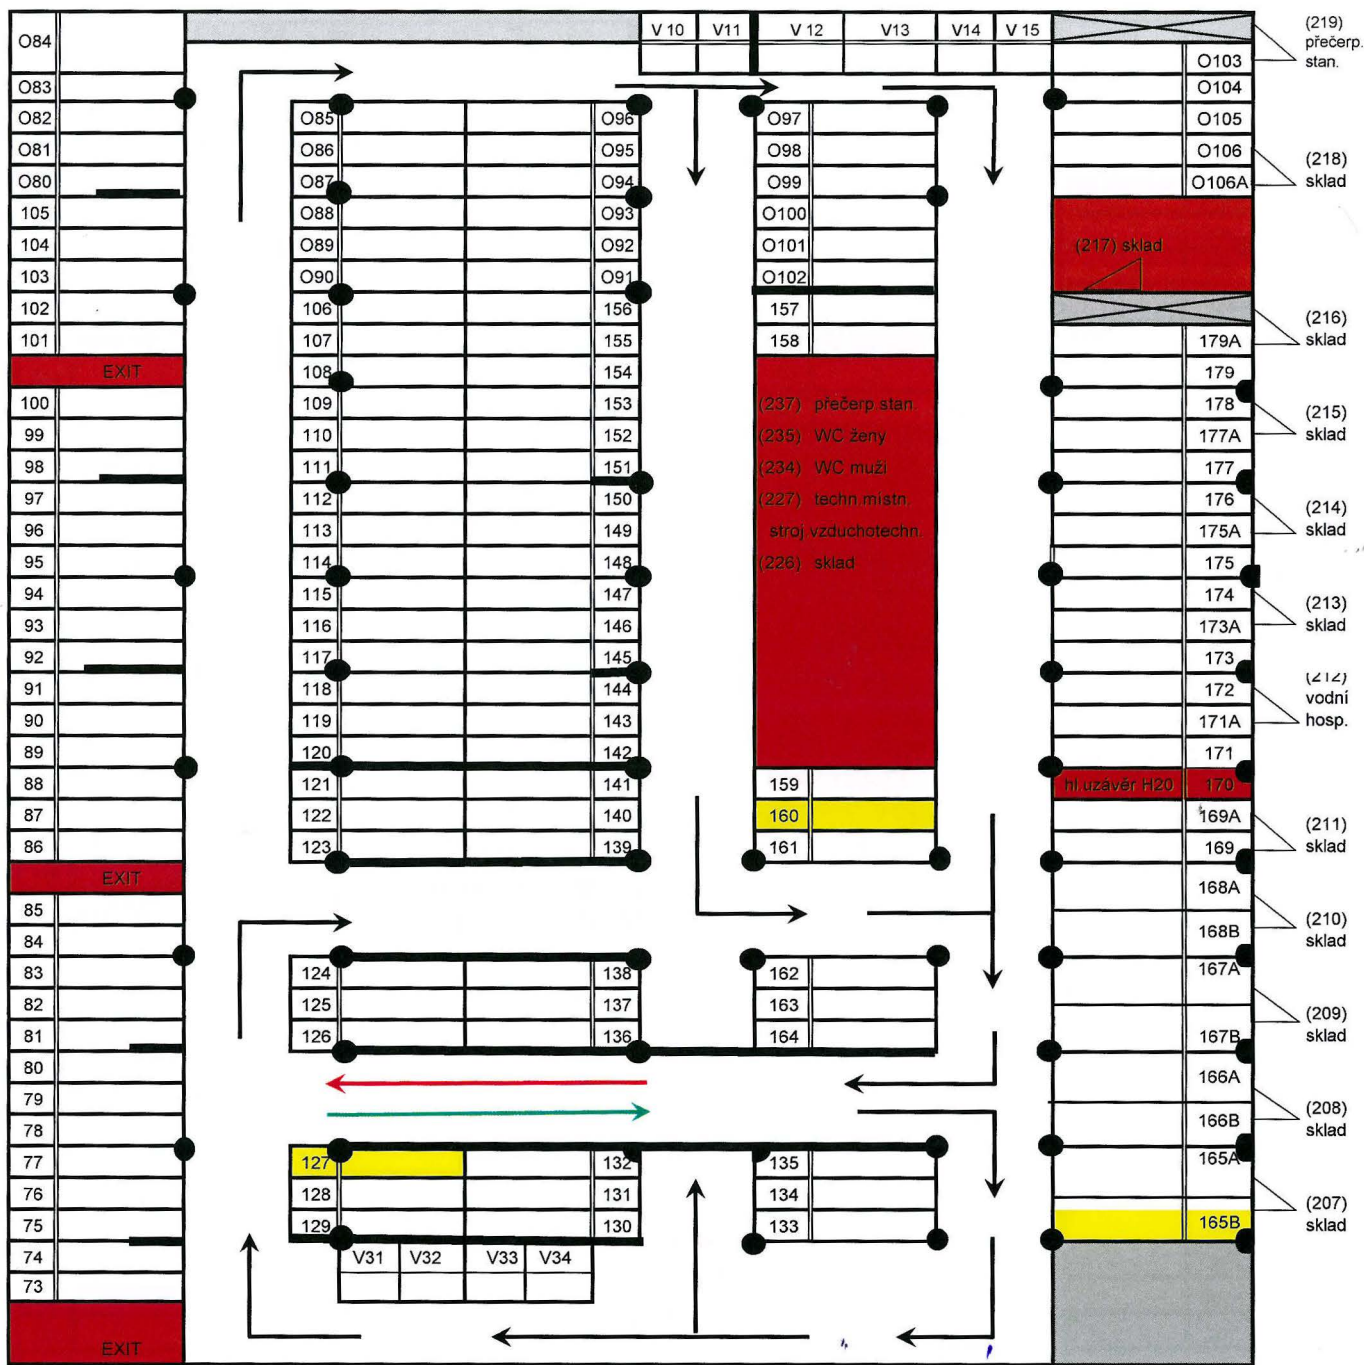 O84
O83
O82
O81
O80
105
104
103
102
101
EXIT
100
99
98
97
96
95
94
93
92
91
90
89
88
87
86
EXIT
85
84
83
82
81
80
79
78
77
76
75
74
73
EXIT
V 10 V11 V 12 V13 V14 V 15
O85 O96
O86 O95
O87 O94
O88 O93
O89 O92
O90 O91
106 156
107 155
108 154
109 153
110 152
111 151
112 150
113 149
114 148
115 147
116 146
117 145
118 144
119 143
120 142
121 141
122 140
123 139
124 138
125 137
126 136
127 132
128 131
129 130
V31 V32 V33 V34
O97
O98
O99
O100
O101
O102
157
158
(237) přečerp stan.
(235) WC ženy
(234) WC muži
(227) techn.místn.
stroj.vzduchotechn.
(226) sklad
159
160
161
162
163
164
135
134
133
O103
O104
O105
O106
O106A
(217) sklad
179A
179
178
177A
177
176
175A
175
174
173A
173
172
171A
171
hl.uzávěr H20 170
169A
169
168A
168B
167A
167B
166A
166B
165A
165B
(219)
přečerp.
stan.
(218)
sklad
(216)
sklad
(215)
sklad
(214)
sklad
(213)
sklad
(212)
vodní
hosp.
(211)
sklad
(210)
sklad
(209)
sklad
(208)
sklad
(207)
sklad